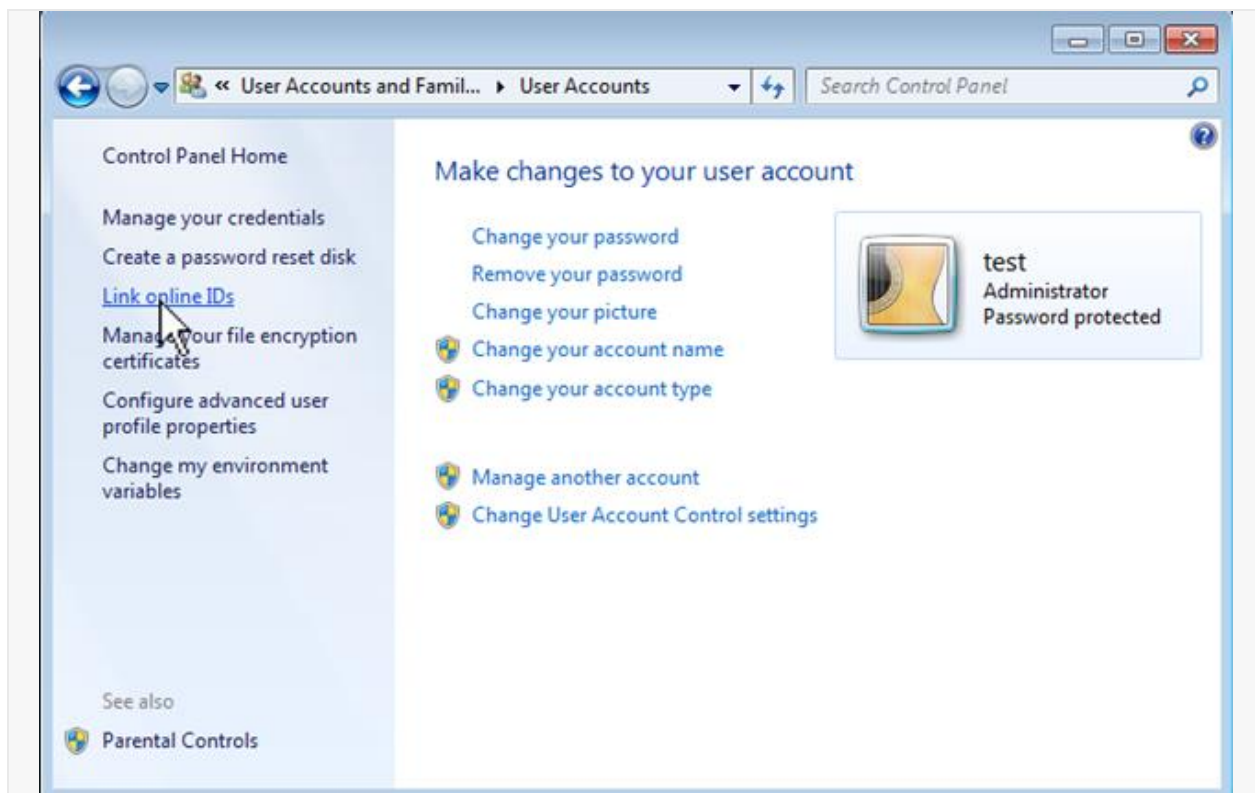 « User Accounts and Famil... ▸ User Accounts
Search Control Panel
Control Panel Home
Manage your credentials
Create a password reset disk
Link online IDs
Manage your file encryption
certificates
Configure advanced user
profile properties
Change my environment
variables
See also
Parental Controls
Make changes to your user account
Change your password
Remove your password
Change your picture
Change your account name
Change your account type
Manage another account
Change User Account Control settings
test
Administrator
Password protected